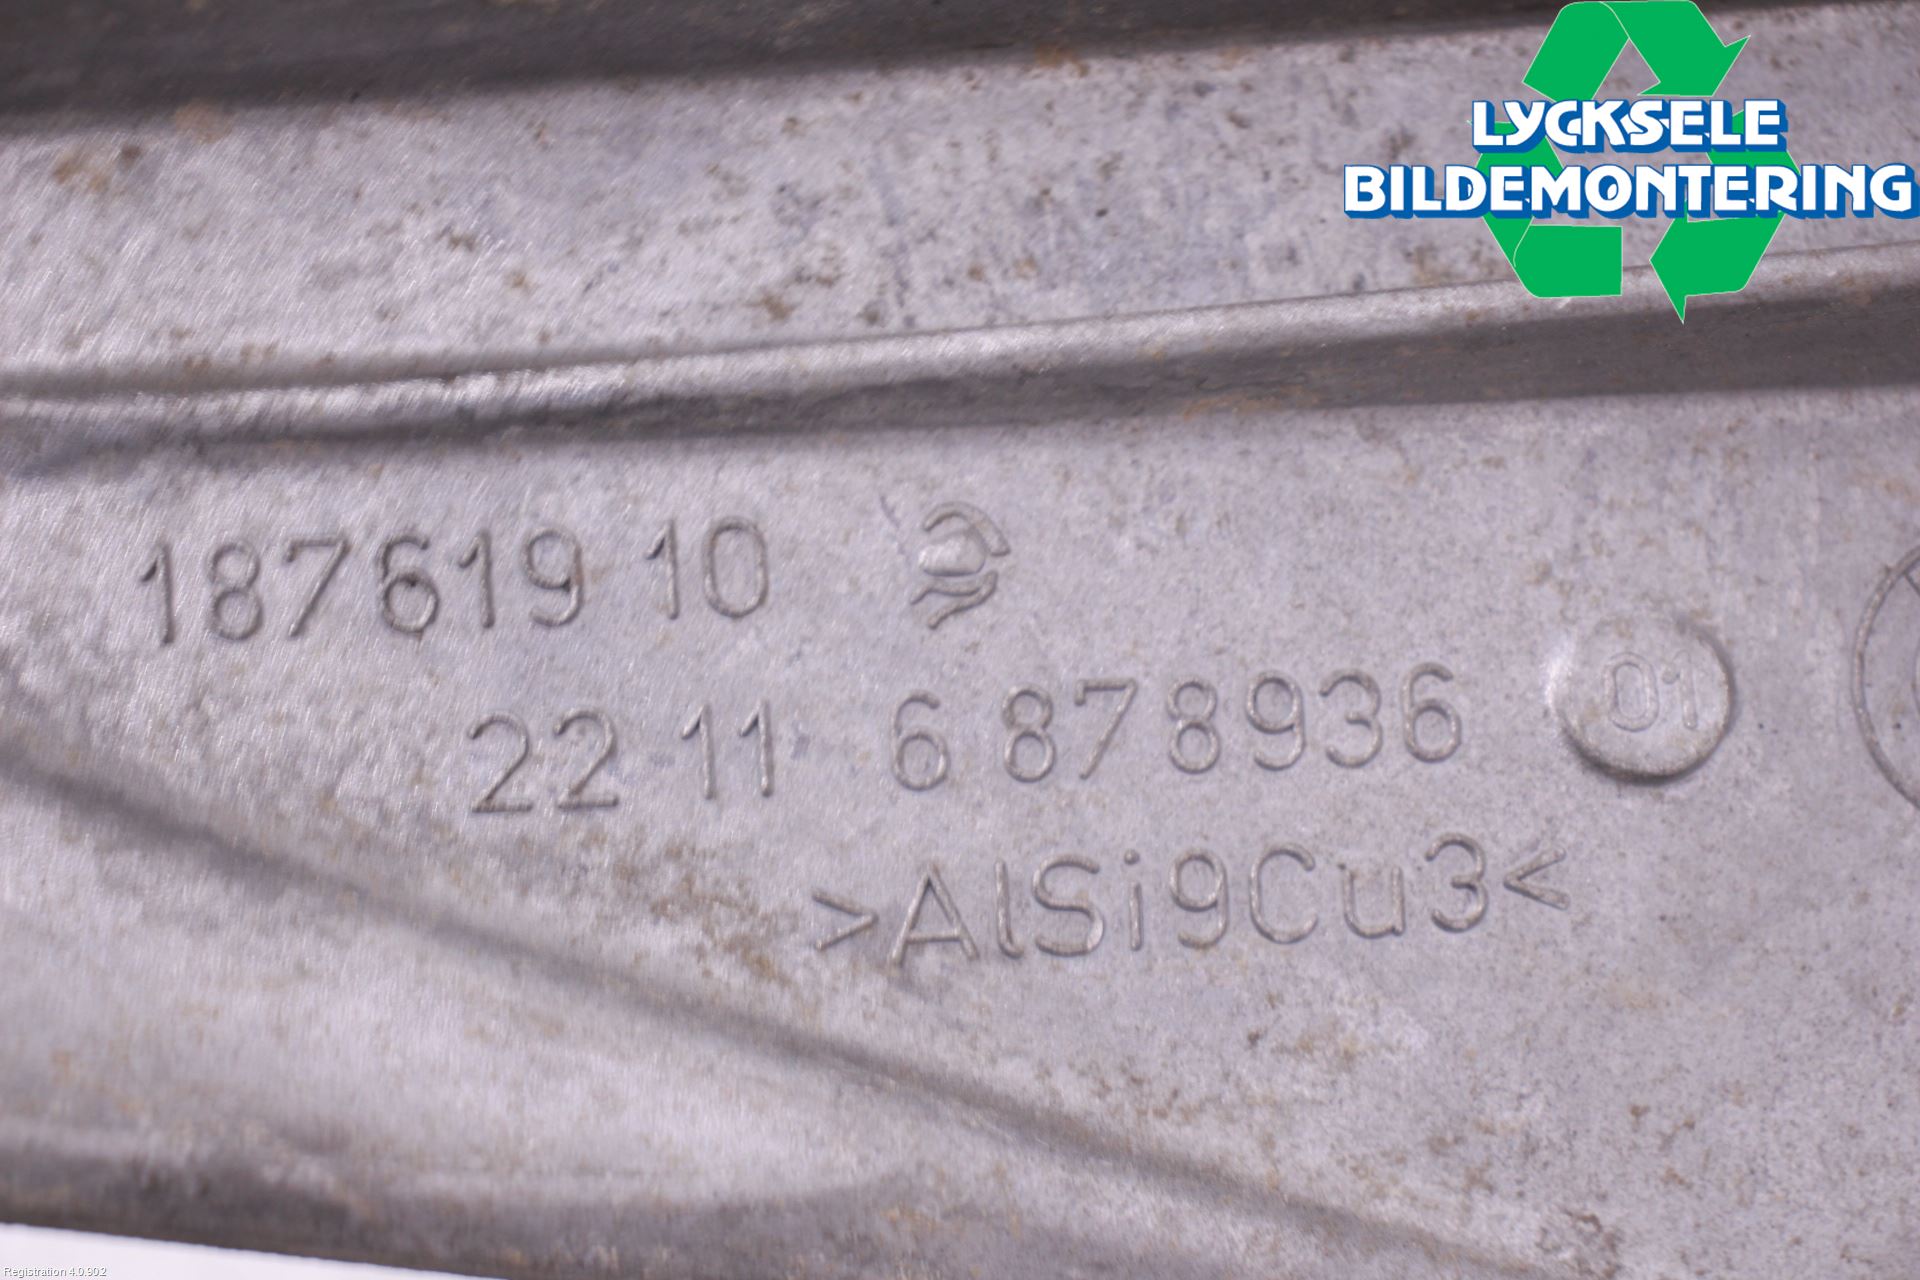 LYCKSELE
BILDEMONTERING
187619 10
22 11 6 878936 01
>AlSi9Cu3<
Registration 4.0.902